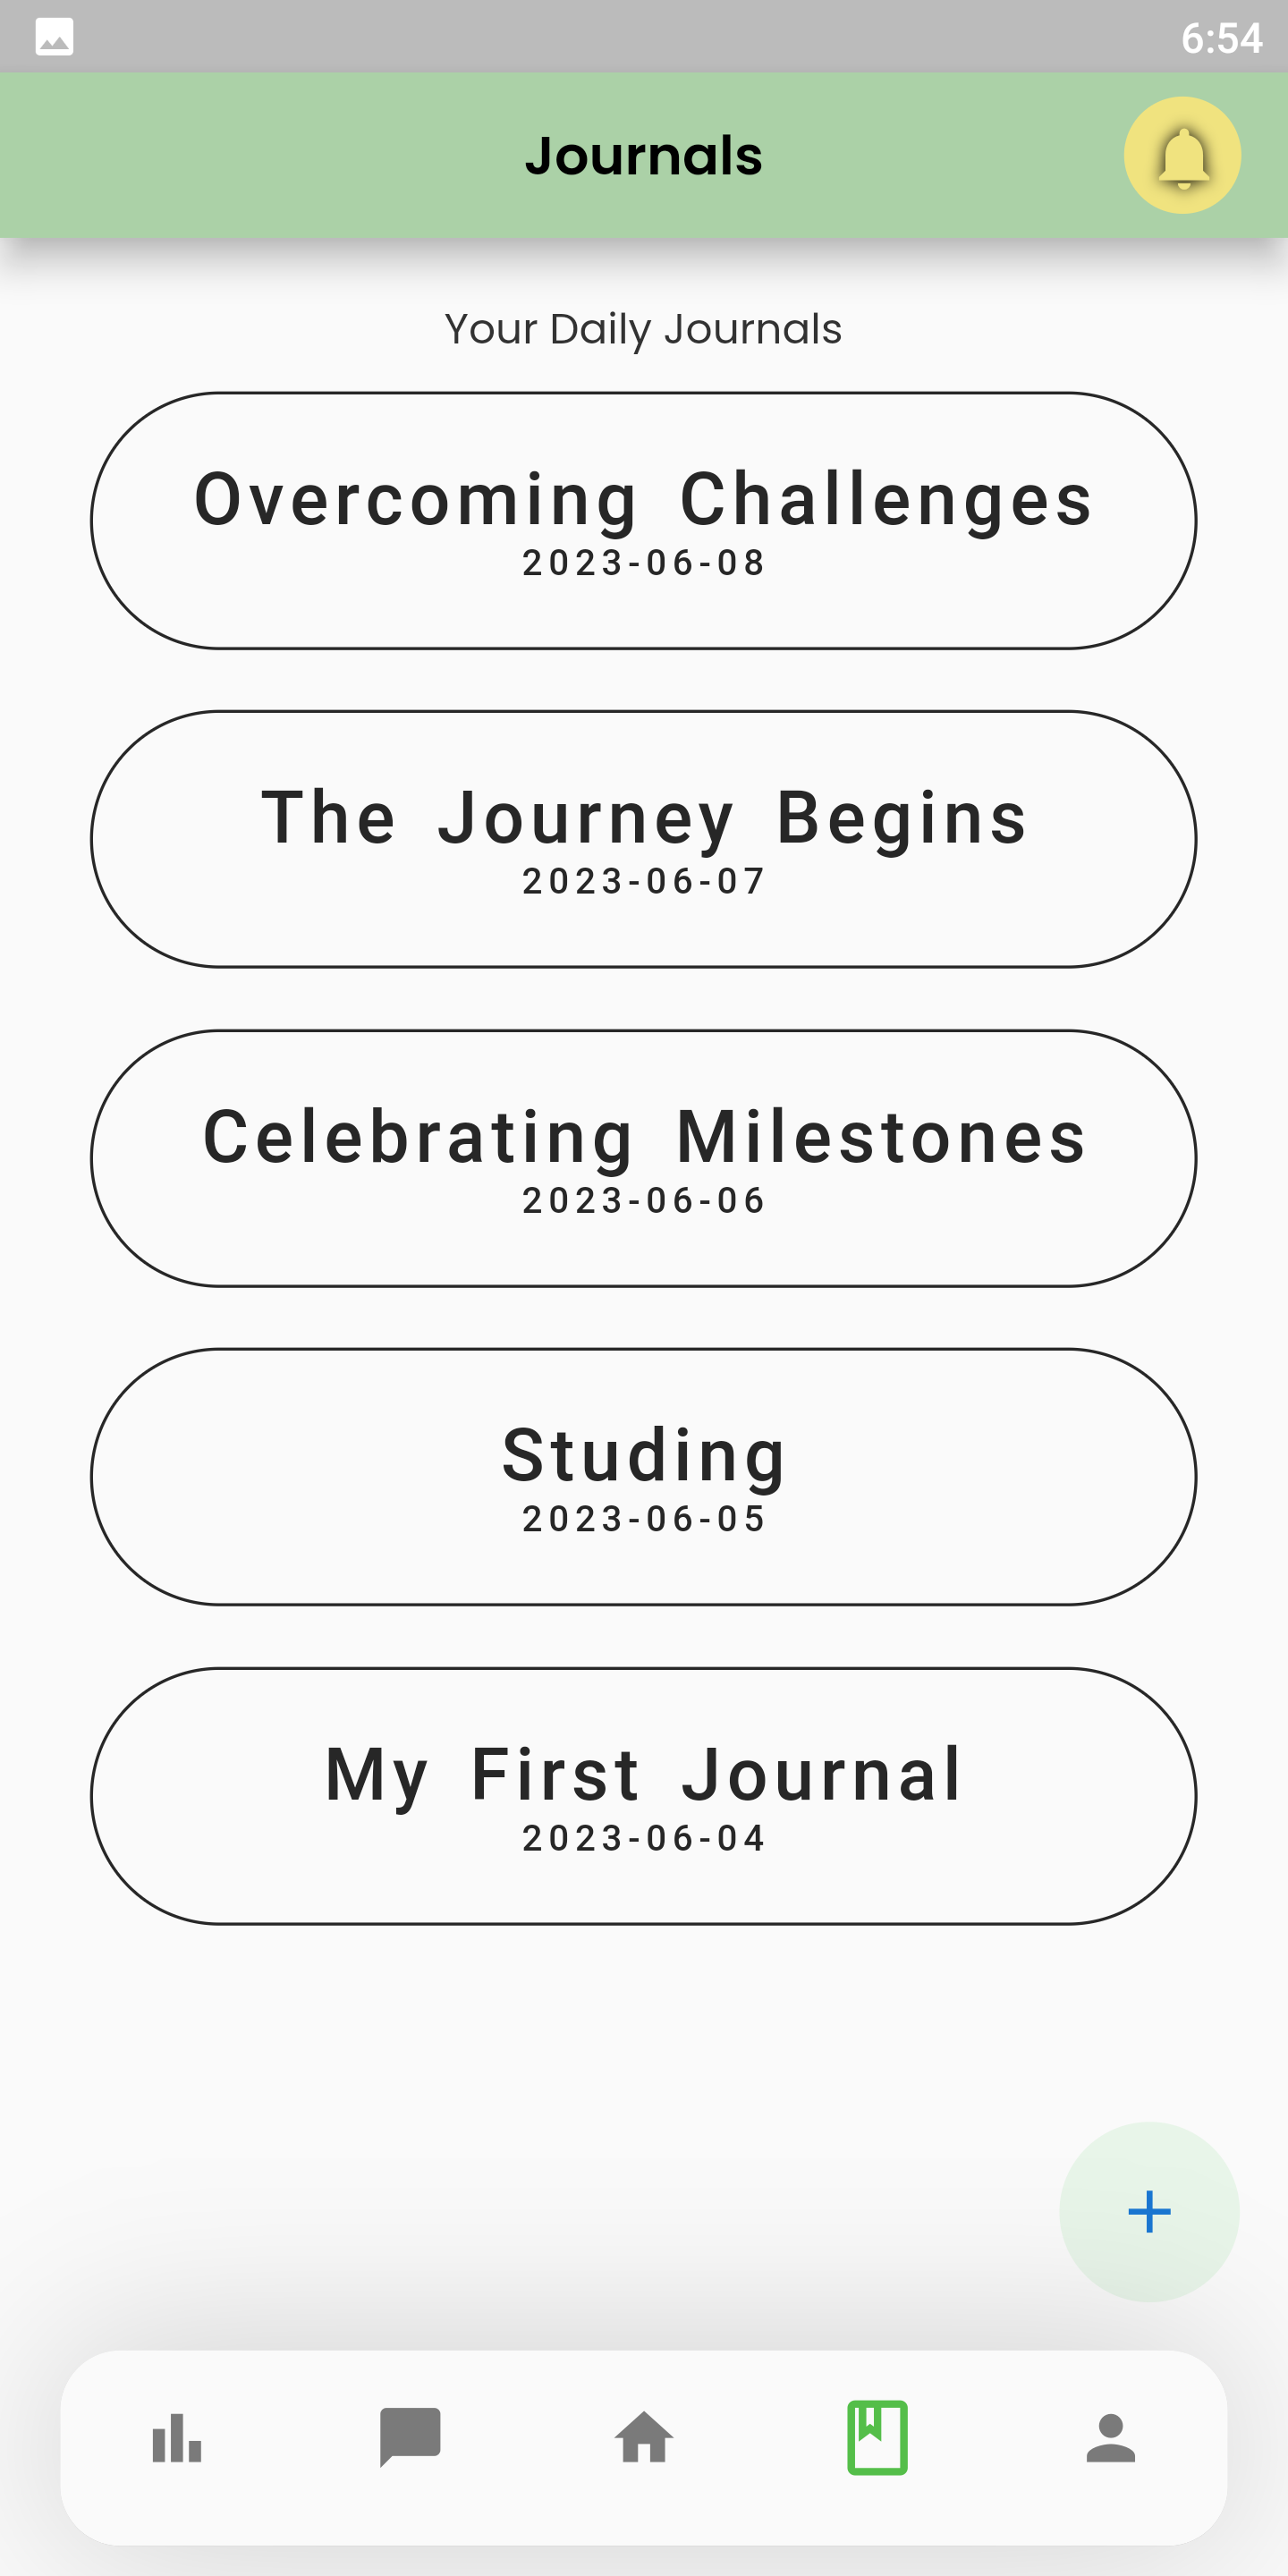 6:54
Journals
Your Daily Journals
Overcoming Challenges
2023-06-08
The Journey Begins
2023-06-07
Celebrating Milestones
2023-06-06
Studing
2023-06-05
My First Journal
2023-06-04